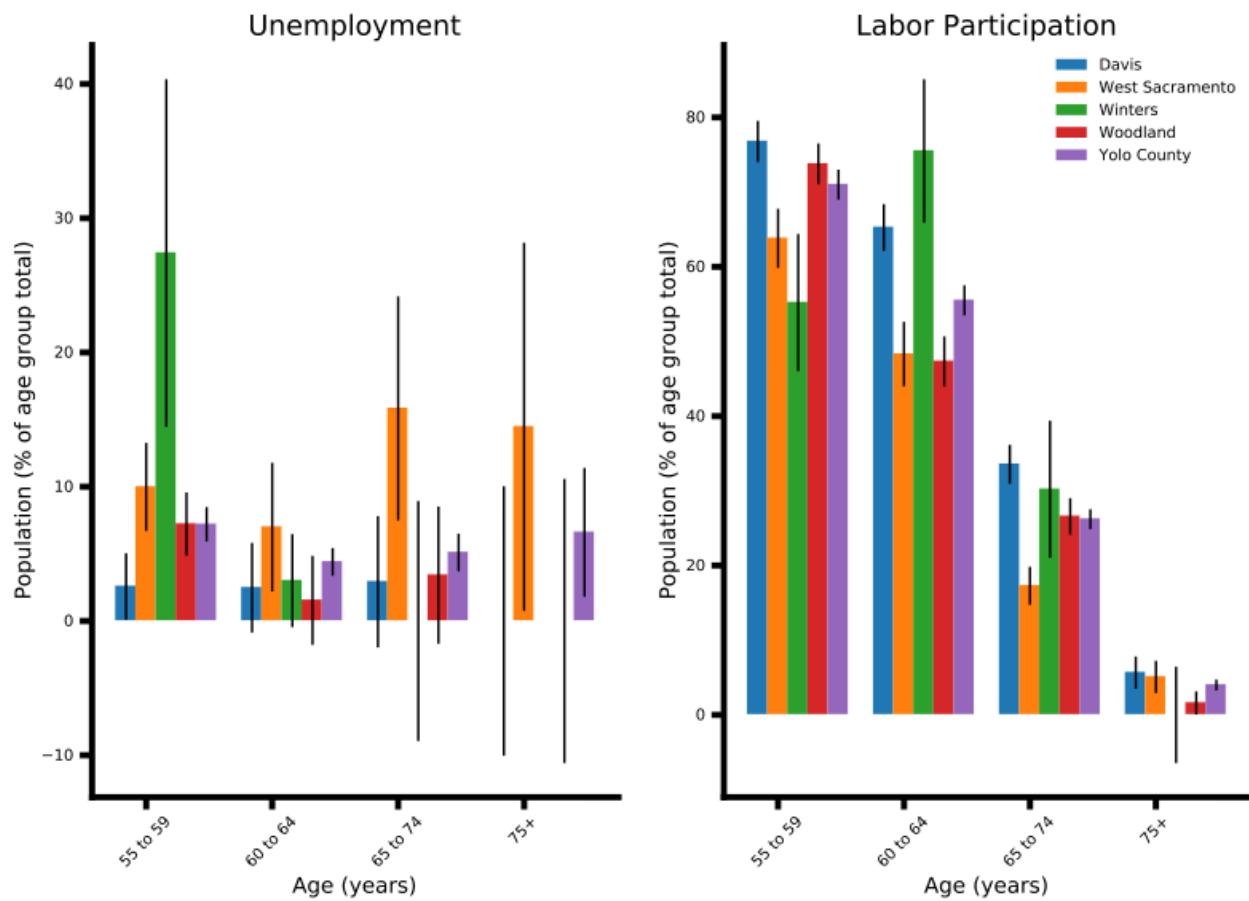 Unemployment
Population (% of age group total)
40
30
20
10
0
−10
55 to 59
60 to 64
65 to 74
75+
Age (years)
Labor Participation
Davis
West Sacramento
Winters
Woodland
Yolo County
Population (% of age group total)
80
60
40
20
0
55 to 59
60 to 64
65 to 74
75+
Age (years)